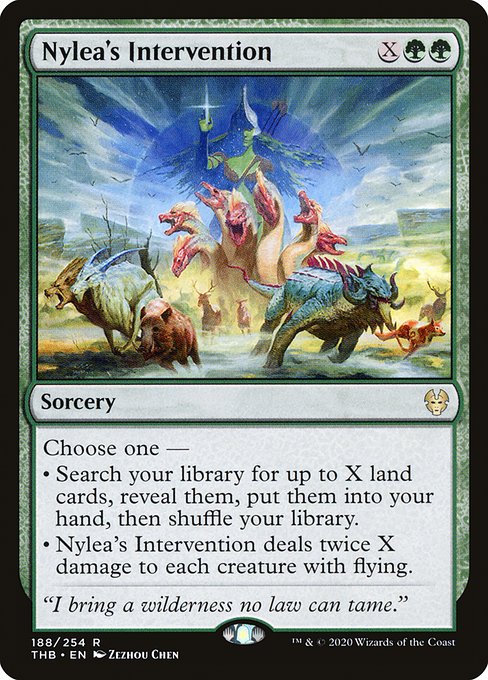 Nylea's Intervention X
Sorcery
Choose one —
• Search your library for up to X land
cards, reveal them, put them into your
hand, then shuffle your library.
• Nylea's Intervention deals twice X
damage to each creature with flying.
"I bring a wilderness no law can tame."
188/254 R
THB • EN Zezhou Chen
™ & © 2020 Wizards of the Coast